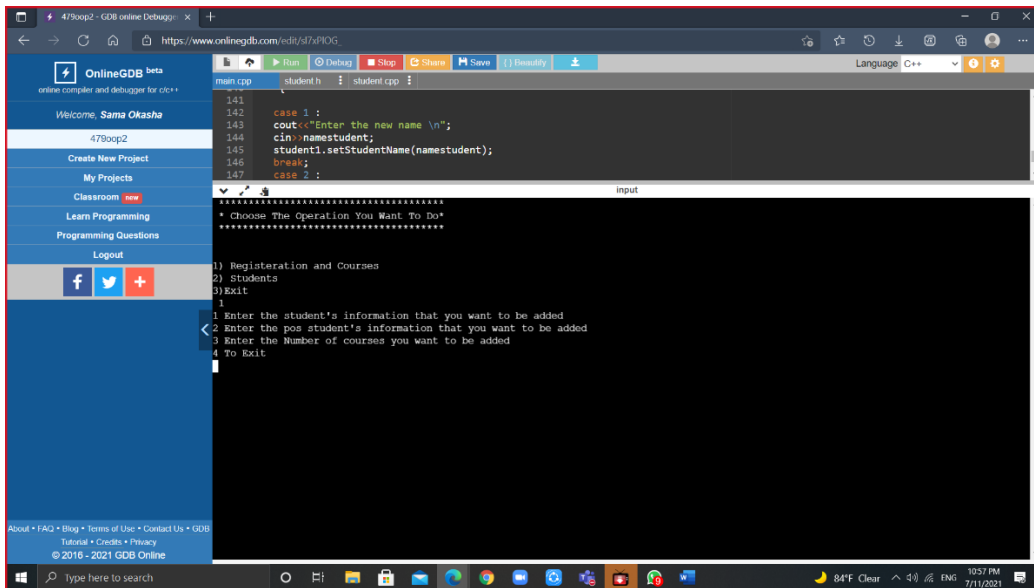 479oop2 - GDB online Debugge
https://www.onlinegdb.com/edit/sl7xPIOG_
OnlineGDB beta
online compiler and debugger for c/c++
Welcome, Sama Okasha
479oop2
Create New Project
My Projects
Classroom new
Learn Programming
Programming Questions
Logout
f +
About • FAQ • Blog • Terms of Use • Contact Us • GDB
Tutorial • Credits • Privacy
© 2016 - 2021 GDB Online
Run Debug Stop Share Save { } Beautify
Language C++
main.cpp student.h student.cpp
141
142 case 1 :
143 cout<<"Enter the new name \n";
144 cin>>namestudent;
145 student1.setStudentName(namestudent);
146 break;
147 case 2 :
input
**************************************
* Choose The Operation You Want To Do*
**************************************
1) Registeration and Courses
2) Students
3)Exit
1
1 Enter the student's information that you want to be added
2 Enter the pos student's information that you want to be added
3 Enter the Number of courses you want to be added
4 To Exit
Type here to search
84°F Clear
ENG
10:57 PM
7/11/2021